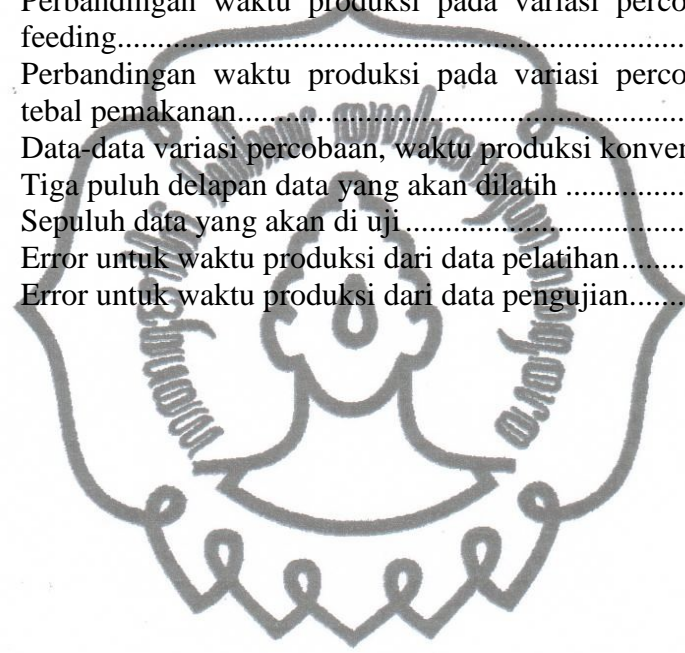 Perbandingan waktu produksi pada variasi perco
feeding.......................................................................
Perbandingan waktu produksi pada variasi perco
tebal pemakanan.......................................................
Data-data variasi percobaan, waktu produksi konven
Tiga puluh delapan data yang akan dilatih ...............
Sepuluh data yang akan di uji...................................
Error untuk waktu produksi dari data pelatihan........
Error untuk waktu produksi dari data pengujian.......